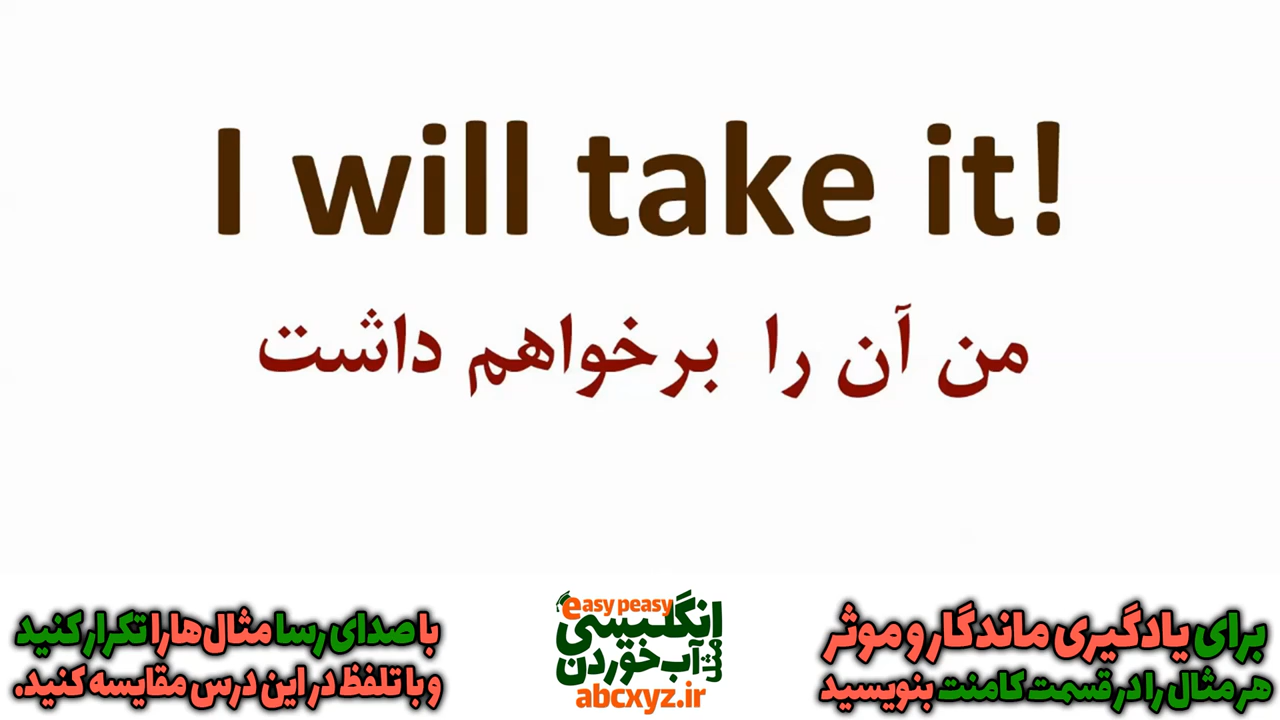 I will take it!
من آن را برخواهم داشت
برای یادگیری ماندگار و موثر
هر مثال را در قسمت کامنت بنویسید
easy peasy
انگلیسی
مثل آب خوردن
abcxyz.ir
با صدای رسا مثال‌ها را تکرار کنید
و با تلفظ در این درس مقایسه کنید.